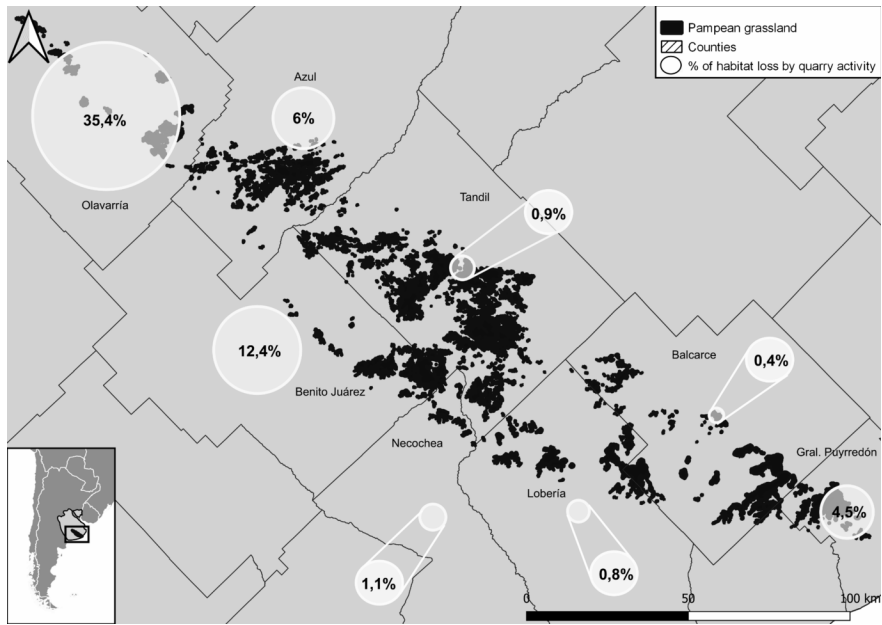 Pampean grassland
Counties
% of habitat loss by quarry activity
Azul
6%
35,4%
Olavarría
Tandil
0,9%
12,4%
Benito Juárez
Balcarce
0,4%
Necochea
Gral. Puyrredón
Lobería
4,5%
1,1%
0,8%
0
50
100 km